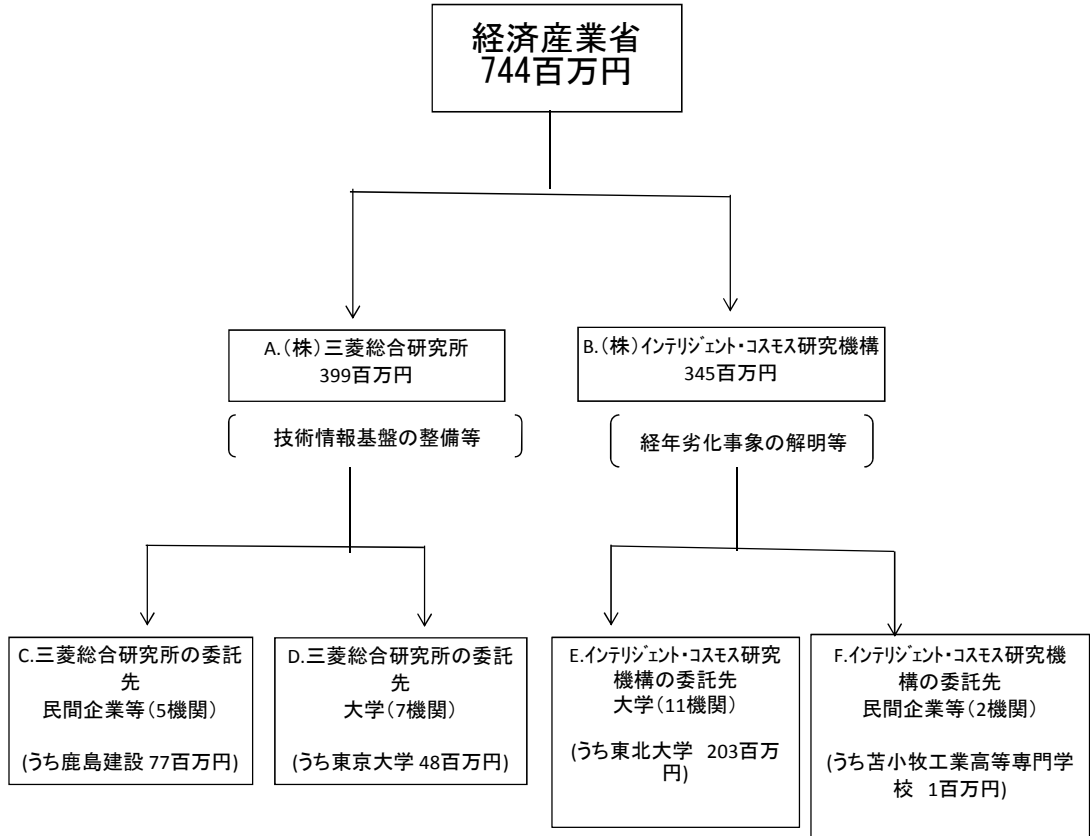 経済産業省
744百万円
A.（株）三菱総合研究所
399百万円
B.（株）インテリジェント・コスモス研究機構
345百万円
技術情報基盤の整備等
経年劣化事象の解明等
C.三菱総合研究所の委託
先
民間企業等（5機関）
(うち鹿島建設 77百万円)
D.三菱総合研究所の委託
先
大学（7機関）
(うち東京大学 48百万円)
E.インテリジェント・コスモス研究
機構の委託先
大学（11機関）
(うち東北大学 203百万
円)
F.インテリジェント・コスモス研究機
構の委託先
民間企業等（2機関）
(うち苫小牧工業高等専門学
校 1百万円)